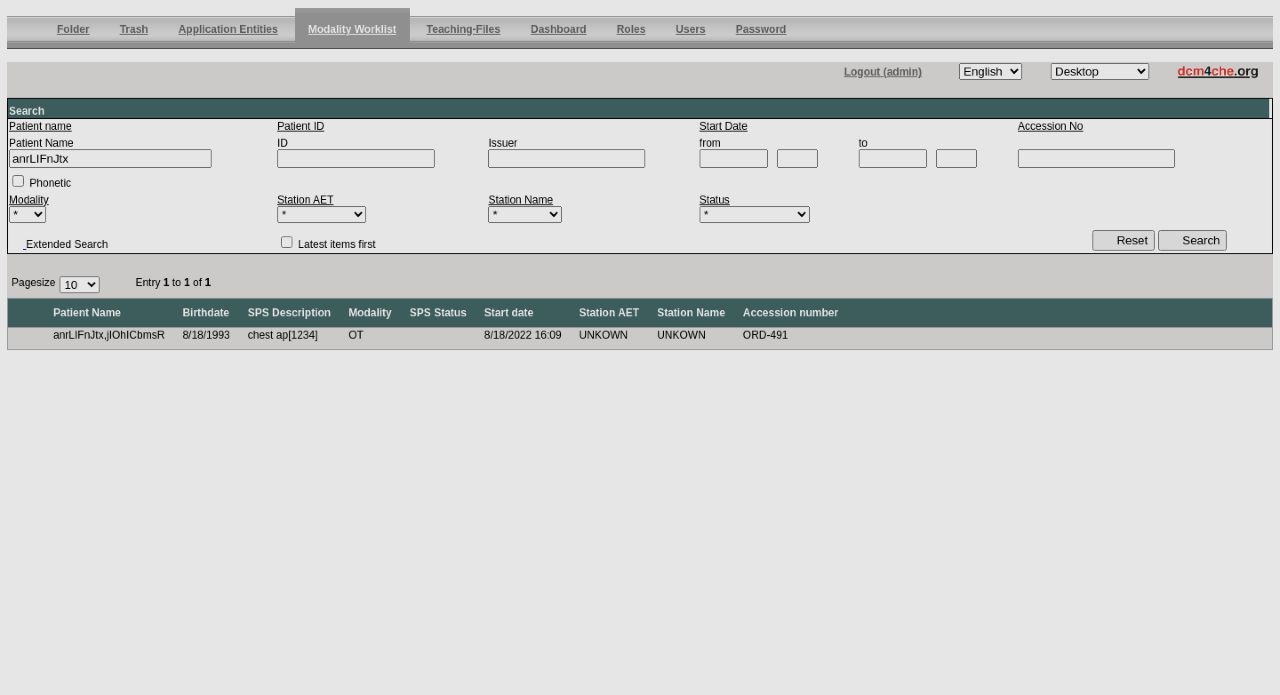 Folder Trash Application Entities Modality Worklist Teaching-Files Dashboard Roles Users Password
Logout (admin) English Desktop dcm4che.org
Search
Patient name Patient ID Start Date Accession No
Patient Name ID Issuer from to
anrLIFnJtx
Phonetic
Modality Station AET Station Name Status
* * * *
Extended Search Latest items first Reset Search
Pagesize 10 Entry 1 to 1 of 1
Patient Name Birthdate SPS Description Modality SPS Status Start date Station AET Station Name Accession number
anrLIFnJtx,jIOhICbmsR 8/18/1993 chest ap[1234] OT 8/18/2022 16:09 UNKOWN UNKOWN ORD-491